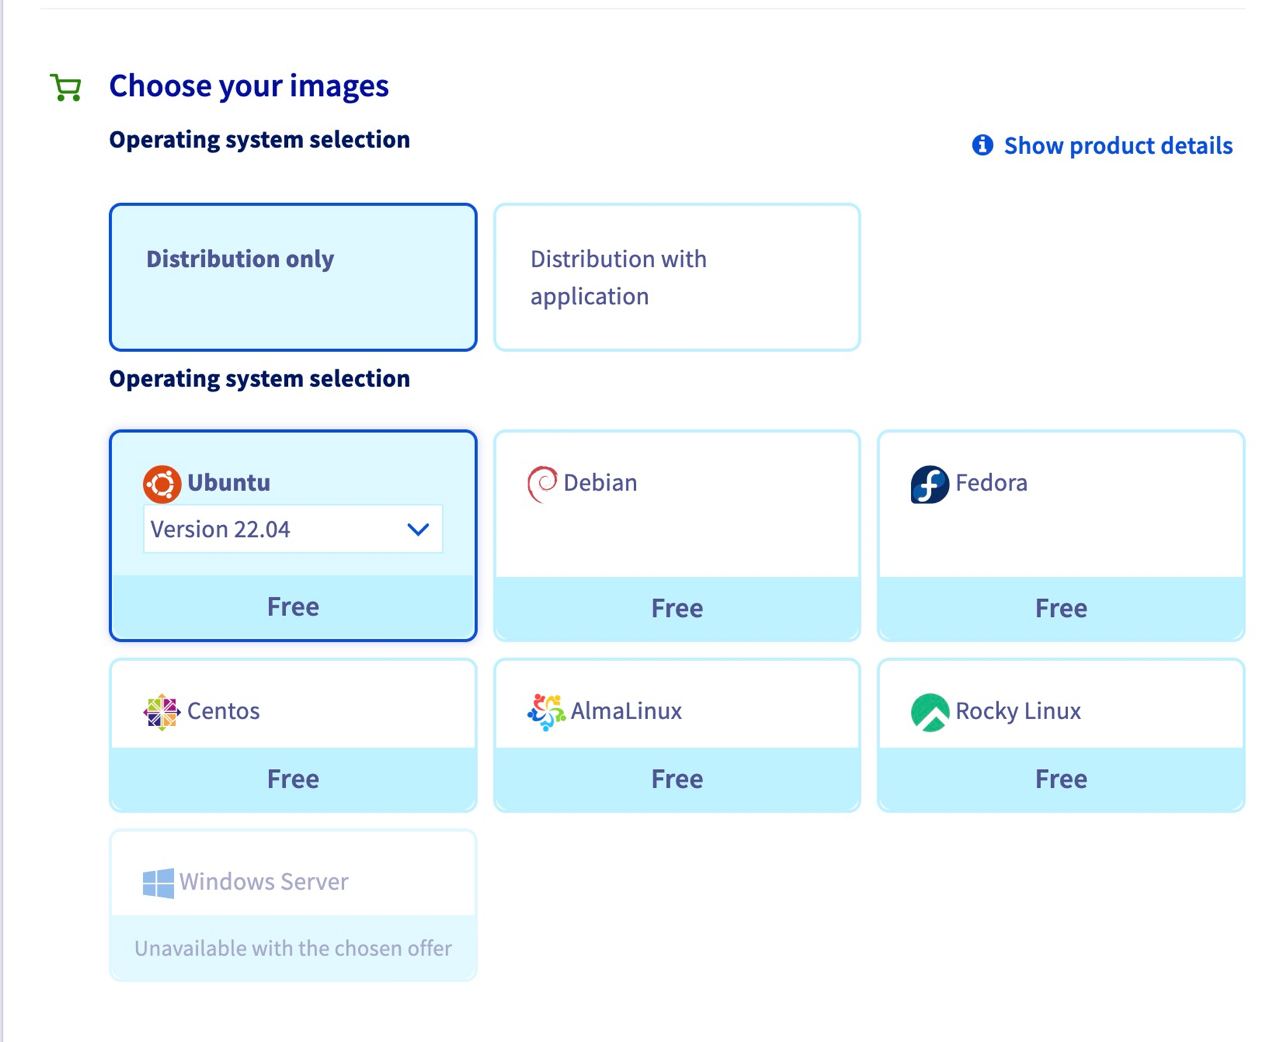 Choose your images
Operating system selection
Show product details
Distribution only
Distribution with
application
Operating system selection
Ubuntu
Version 22.04
Free
Debian
Free
Fedora
Free
Centos
Free
AlmaLinux
Free
Rocky Linux
Free
Windows Server
Unavailable with the chosen offer